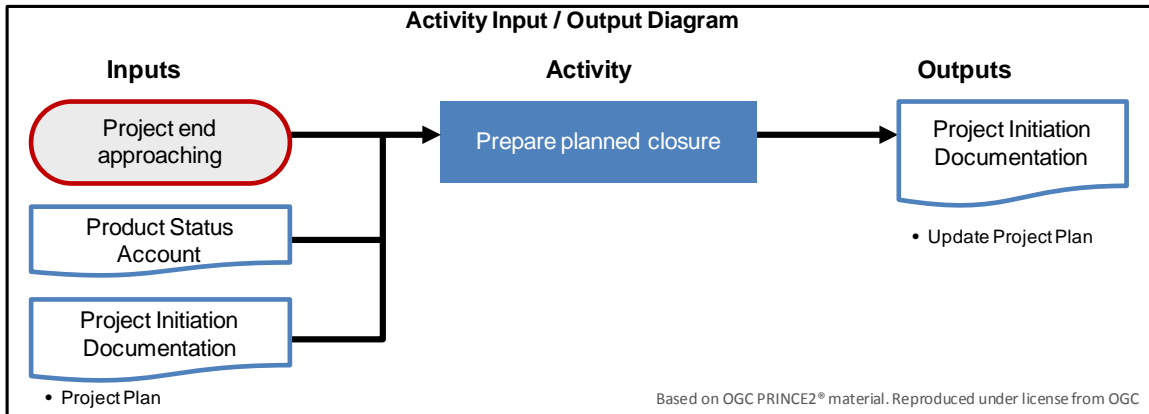 Activity Input / Output Diagram
Inputs
Activity
Outputs
Project end
approaching
Prepare planned closure
Project Initiation
Documentation
Product Status
Account
• Update Project Plan
Project Initiation
Documentation
• Project Plan
Based on OGC PRINCE2® material. Reproduced under license from OGC